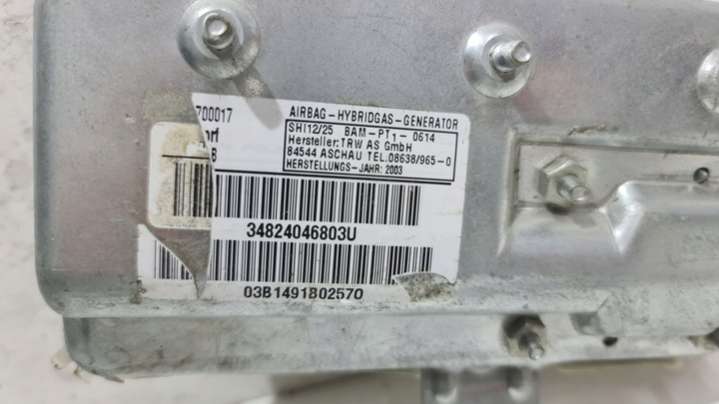 700017
AIRBAG-HYBRIDGAS-GENERATOR
SHI12/25 BAM-PT1-0614
Hersteller:TRW AS GmbH
84544 ASCHAU TEL.08638/965-0
HERSTELLUNGS-JAHR: 2003
34824046803U
03B1491B02570